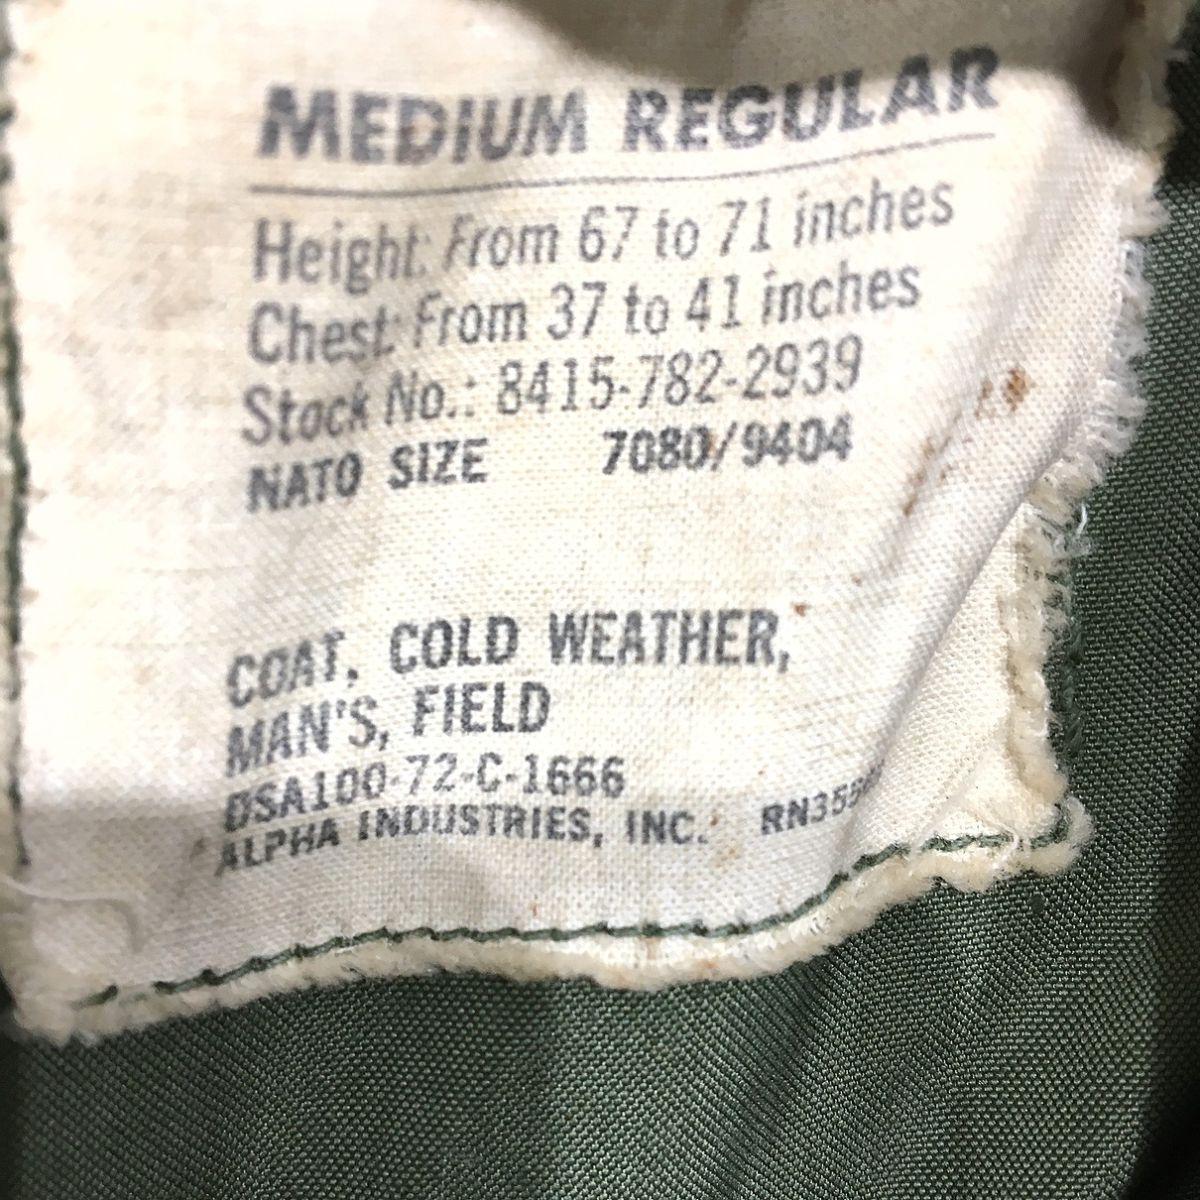 MEDIUM REGULAR
Height: From 67 to 71 inches
Chest: From 37 to 41 inches
Stock No.: 8415-782-2939
NATO SIZE 7080/9404
COAT, COLD WEATHER,
MAN'S, FIELD
DSA100-72-C-1666
ALPHA INDUSTRIES, INC.